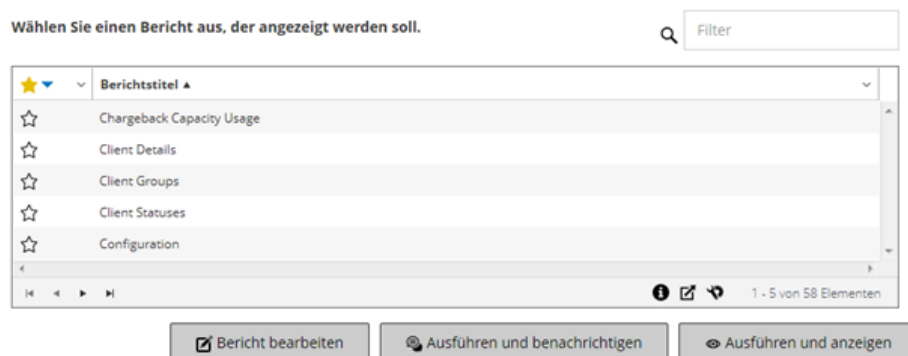 Wählen Sie einen Bericht aus, der angezeigt werden soll.
Filter
Berichtstitel
Chargeback Capacity Usage
Client Details
Client Groups
Client Statuses
Configuration
1 - 5 von 58 Elementen
Bericht bearbeiten
Ausführen und benachrichtigen
Ausführen und anzeigen